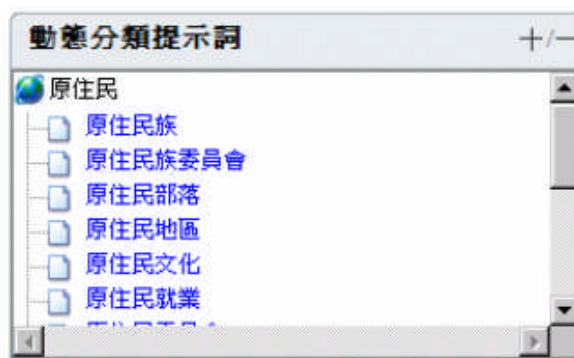 動態分類提示詞 +/-
原住民
原住民族
原住民族委員會
原住民部落
原住民地區
原住民文化
原住民就業